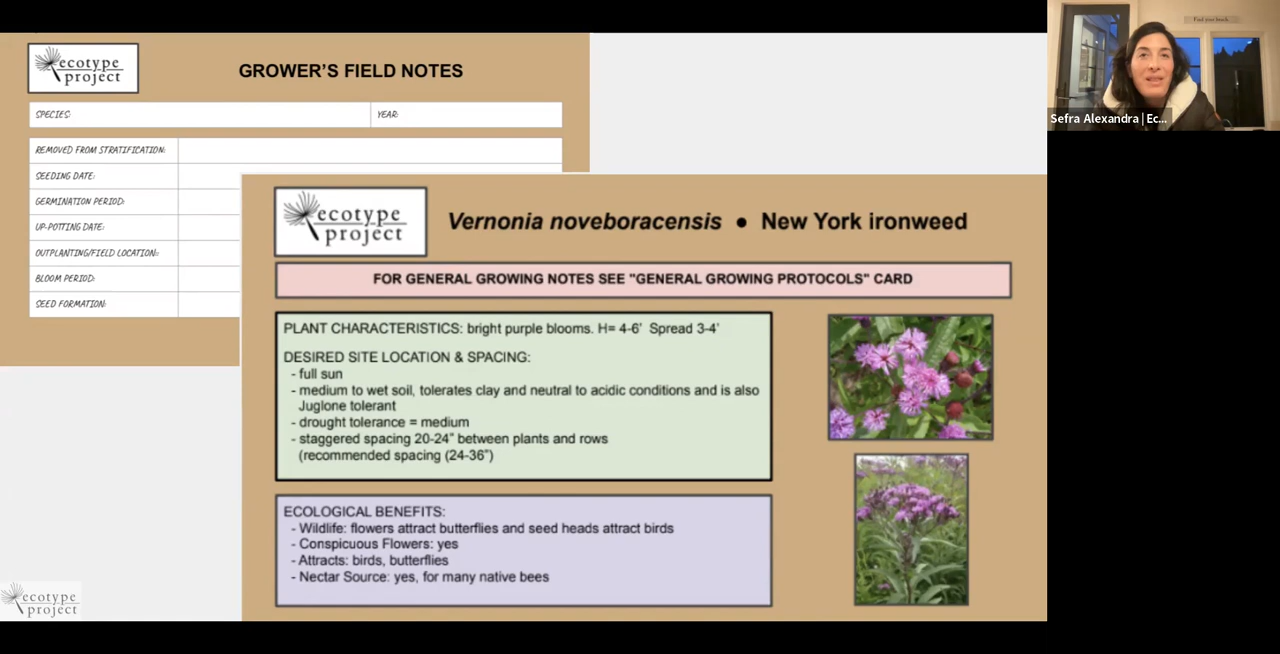 ecotype
project
GROWER'S FIELD NOTES
SPECIES:
YEAR:
REMOVED FROM STRATIFICATION:
SEEDING DATE:
GERMINATION PERIOD:
UP-POTTING DATE:
OUTPLANTING/FIELD LOCATION:
BLOOM PERIOD:
SEED FORMATION:
ecotype
project
Vernonia noveboracensis ● New York ironweed
FOR GENERAL GROWING NOTES SEE "GENERAL GROWING PROTOCOLS" CARD
PLANT CHARACTERISTICS: bright purple blooms. H= 4-6' Spread 3-4'
DESIRED SITE LOCATION & SPACING:
- full sun
- medium to wet soil, tolerates clay and neutral to acidic conditions and is also
Juglone tolerant
- drought tolerance = medium
- staggered spacing 20-24" between plants and rows
(recommended spacing (24-36")
ECOLOGICAL BENEFITS:
- Wildlife: flowers attract butterflies and seed heads attract birds
- Conspicuous Flowers: yes
- Attracts: birds, butterflies
- Nectar Source: yes, for many native bees
ecotype
project
Find your beach.
Sefra Alexandra | Ec...